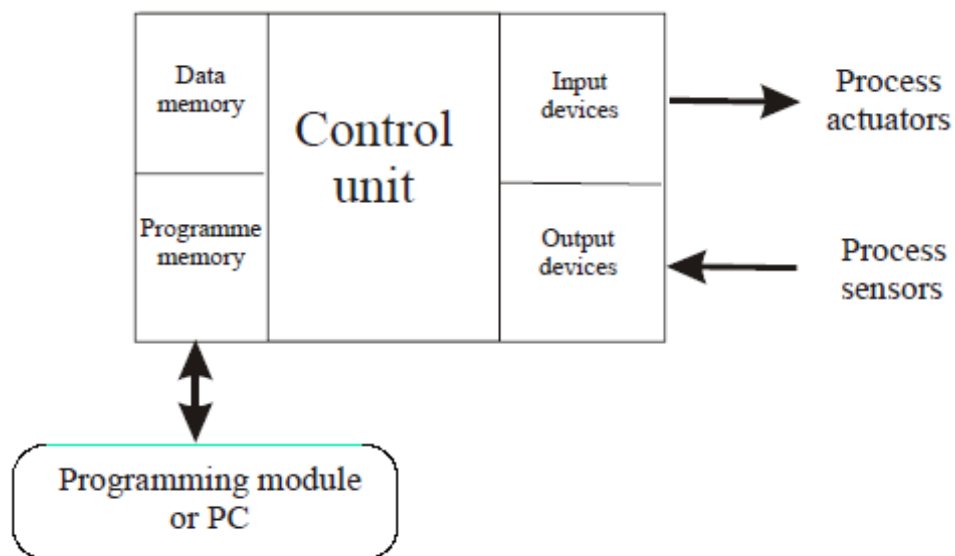 Data
memory
Programme
memory
Control
unit
Input
devices
Output
devices
Process
actuators
Process
sensors
Programming module
or PC